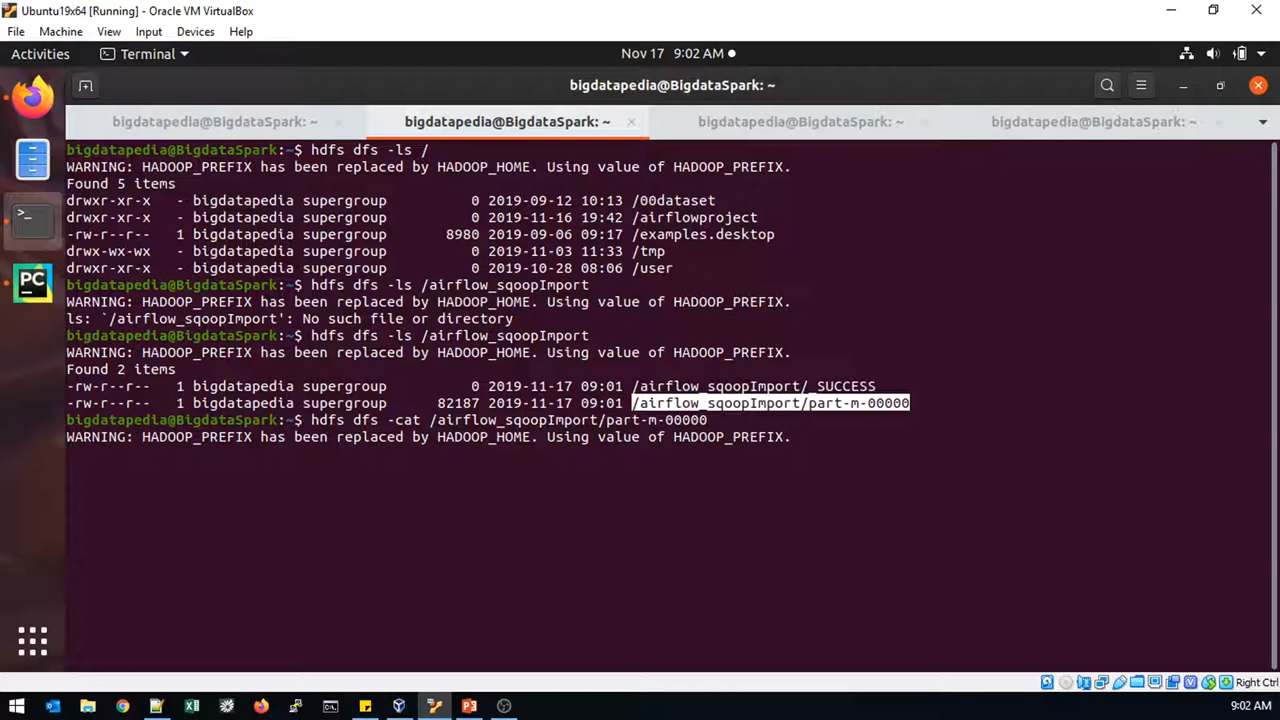 Ubuntu19x64 [Running] - Oracle VM VirtualBox
File Machine View Input Devices Help
Activities Terminal Nov 17 9:02 AM
bigdatapedia@BigdataSpark: ~
bigdatapedia@BigdataSpark: ~ bigdatapedia@BigdataSpark: ~ bigdatapedia@BigdataSpark: ~ bigdatapedia@BigdataSpark: ~
bigdatapedia@BigdataSpark:~$ hdfs dfs -ls /
WARNING: HADOOP_PREFIX has been replaced by HADOOP_HOME. Using value of HADOOP_PREFIX.
Found 5 items
drwxr-xr-x - bigdatapedia supergroup 0 2019-09-12 10:13 /00dataset
drwxr-xr-x - bigdatapedia supergroup 0 2019-11-16 19:42 /airflowproject
-rw-r--r-- 1 bigdatapedia supergroup 8980 2019-09-06 09:17 /examples.desktop
drwx-wx-wx - bigdatapedia supergroup 0 2019-11-03 11:33 /tmp
drwxr-xr-x - bigdatapedia supergroup 0 2019-10-28 08:06 /user
bigdatapedia@BigdataSpark:~$ hdfs dfs -ls /airflow_sqoopImport
WARNING: HADOOP_PREFIX has been replaced by HADOOP_HOME. Using value of HADOOP_PREFIX.
ls: `/airflow_sqoopImport': No such file or directory
bigdatapedia@BigdataSpark:~$ hdfs dfs -ls /airflow_sqoopImport
WARNING: HADOOP_PREFIX has been replaced by HADOOP_HOME. Using value of HADOOP_PREFIX.
Found 2 items
-rw-r--r-- 1 bigdatapedia supergroup 0 2019-11-17 09:01 /airflow_sqoopImport/_SUCCESS
-rw-r--r-- 1 bigdatapedia supergroup 82187 2019-11-17 09:01 /airflow_sqoopImport/part-m-00000
bigdatapedia@BigdataSpark:~$ hdfs dfs -cat /airflow_sqoopImport/part-m-00000
WARNING: HADOOP_PREFIX has been replaced by HADOOP_HOME. Using value of HADOOP_PREFIX.
PC
Right Ctrl
9:02 AM